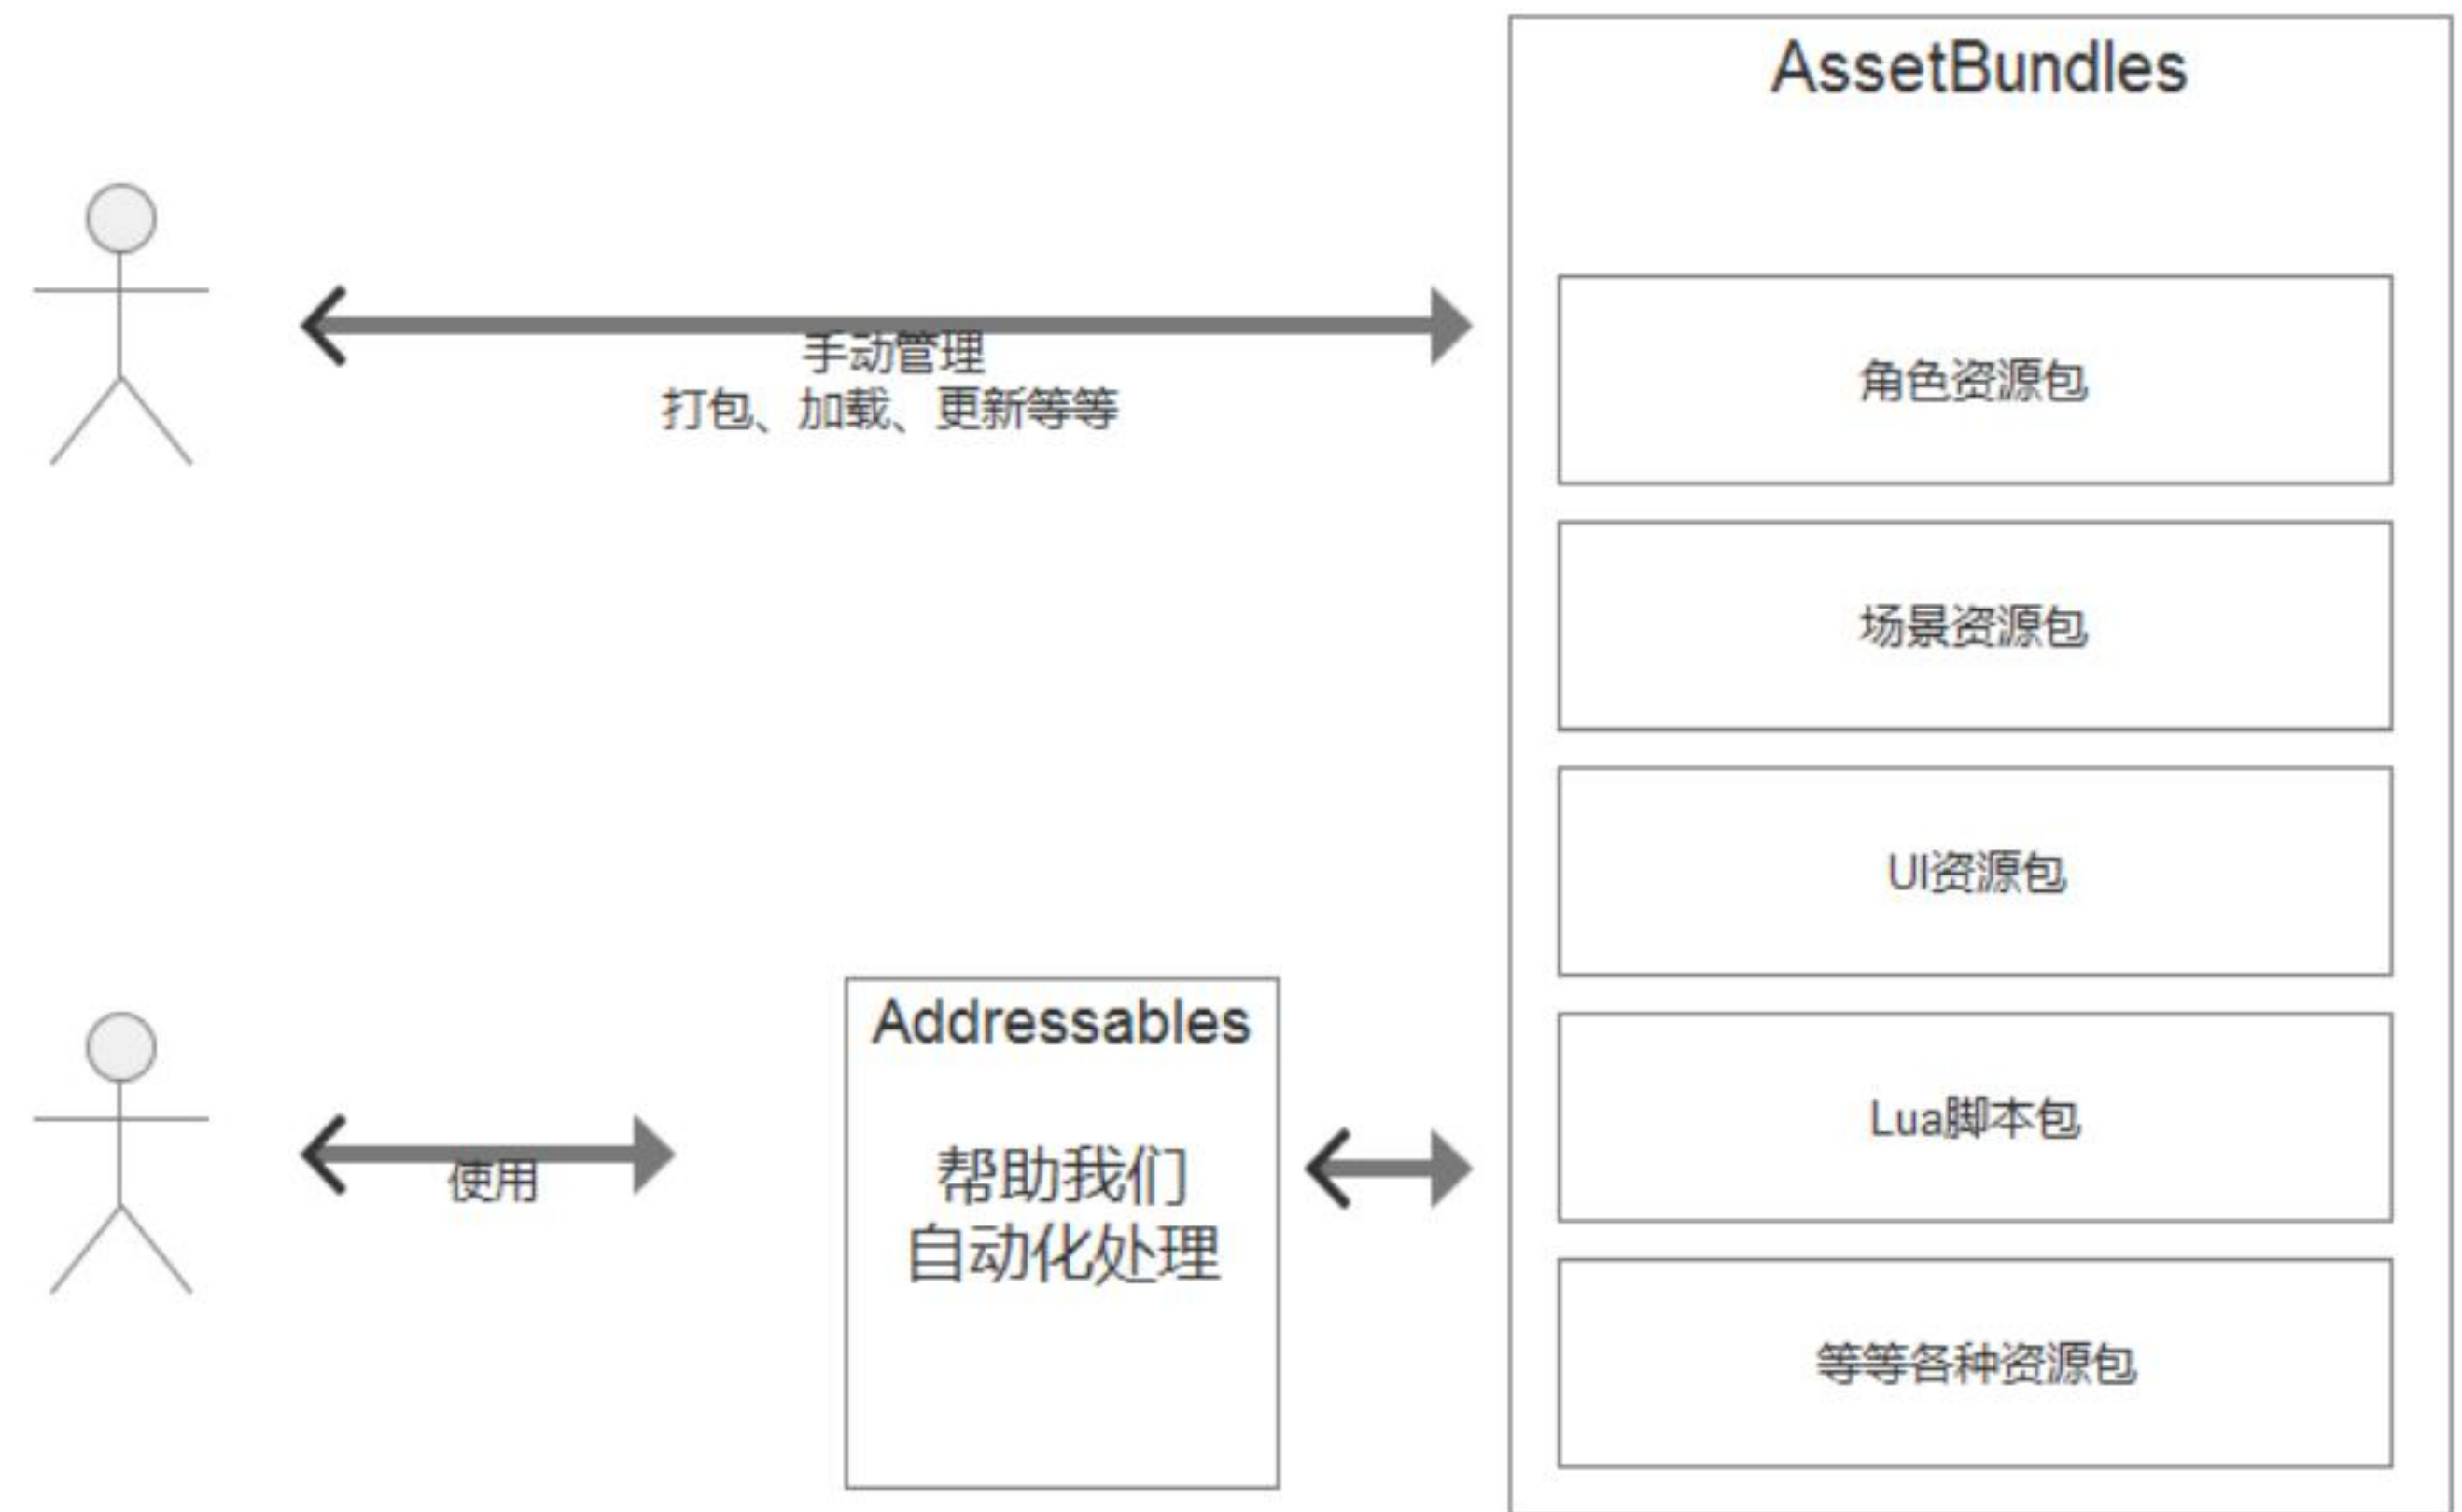 AssetBundles
手动管理
打包、加载、更新等等
角色资源包
场景资源包
UI资源包
Addressables
帮助我们
自动化处理
使用
Lua脚本包
等等各种资源包